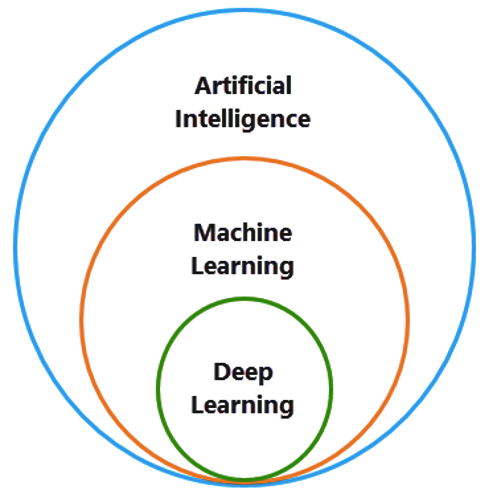 Artificial
Intelligence
Machine
Learning
Deep
Learning